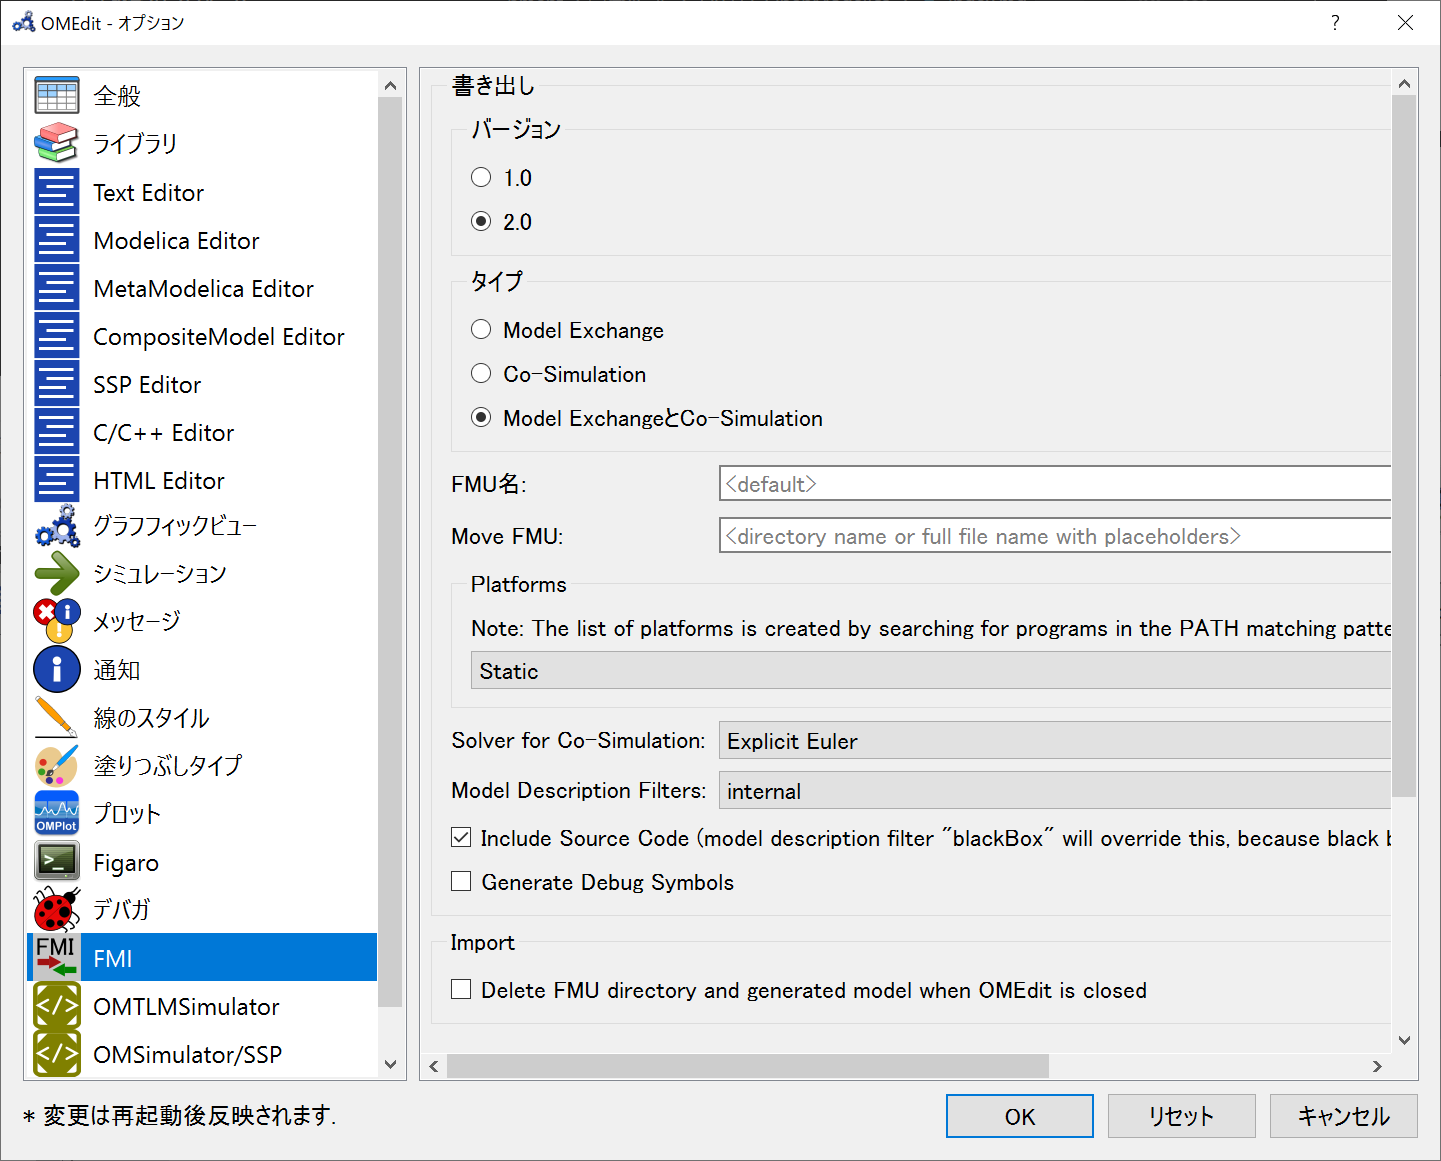 OMEdit - オプション
?
全般
ライブラリ
Text Editor
Modelica Editor
MetaModelica Editor
CompositeModel Editor
SSP Editor
C/C++ Editor
HTML Editor
グラフフィックビュー
シミュレーション
メッセージ
通知
線のスタイル
塗りつぶしタイプ
OMPlot
プロット
Figaro
デバガ
FMI
FMI
OMTLMSimulator
OMSimulator/SSP
書き出し
バージョン
1.0
2.0
タイプ
Model Exchange
Co-Simulation
Model ExchangeとCo-Simulation
FMU名: <default>
Move FMU: <directory name or full file name with placeholders>
Platforms
Note: The list of platforms is created by searching for programs in the PATH matching patte
Static
Solver for Co-Simulation: Explicit Euler
Model Description Filters: internal
Include Source Code (model description filter "blackBox" will override this, because black b
Generate Debug Symbols
Import
Delete FMU directory and generated model when OMEdit is closed
* 変更は再起動後反映されます.
OK リセット キャンセル